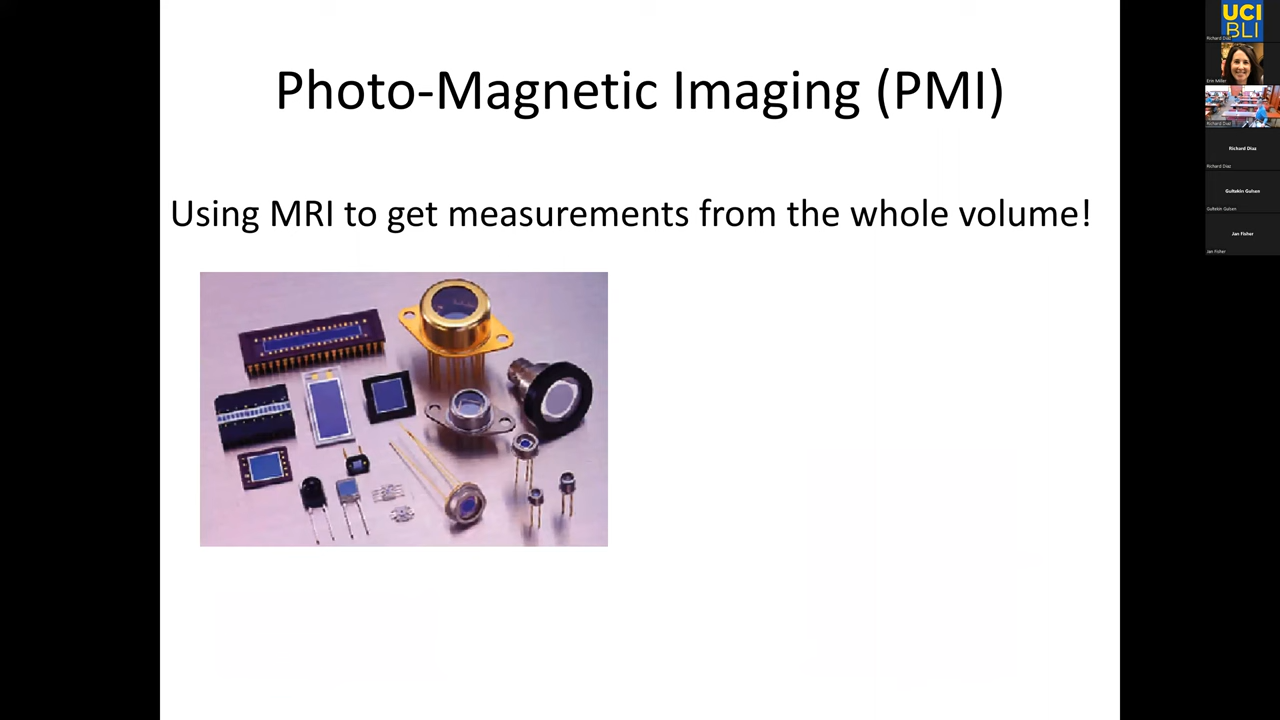 Photo-Magnetic Imaging (PMI)
Using MRI to get measurements from the whole volume!
UCI
BLI
Richard Diaz
Erin Miller
Richard Diaz
Richard Diaz
Richard Diaz
Gultekin Gulsen
Gultekin Gulsen
Jan Fisher
Jan Fisher